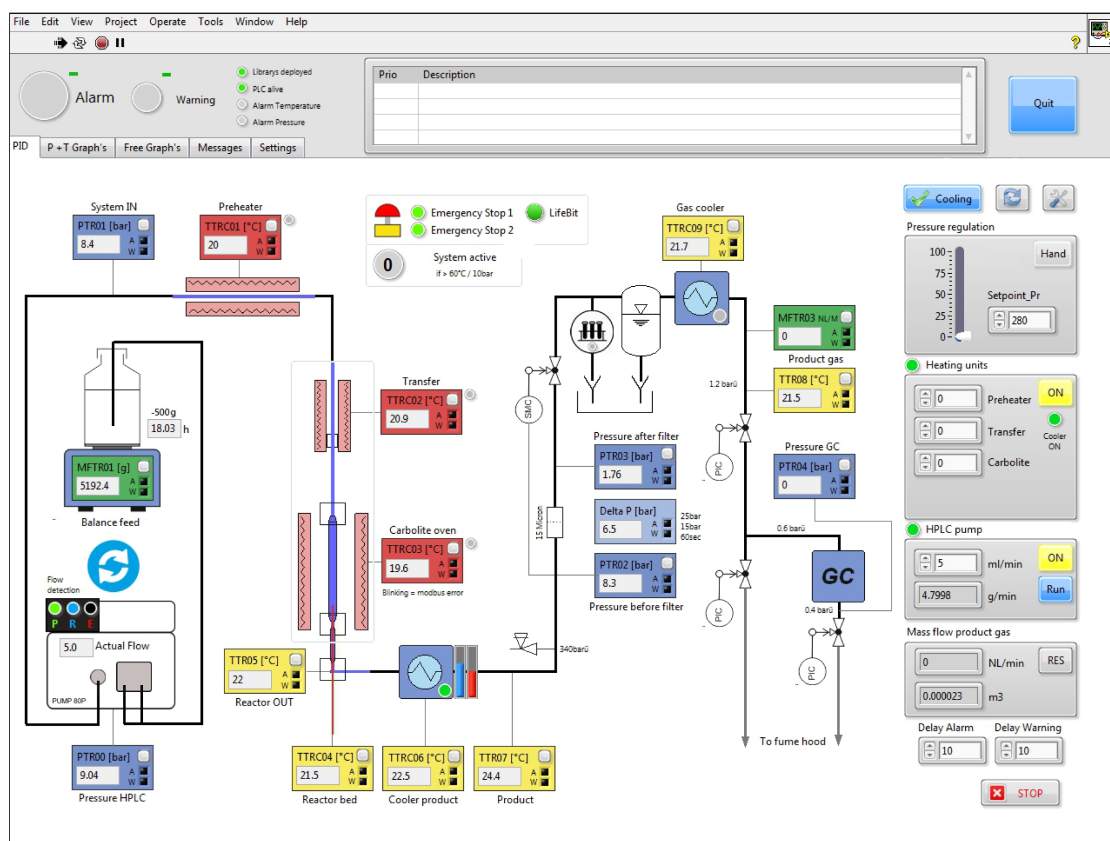 File Edit View Project Operate Tools Window Help
?
Alarm
Warning
Librarys deployed
PLC alive
Alarm Temperature
Alarm Pressure
Prio Description
Quit
PID P +T Graph's Free Graph's Messages Settings
System IN
PTR01 [bar]
8.4
A
W
Preheater
TTRC01 [°C]
20
A
W
Emergency Stop 1
Emergency Stop 2
LifeBit
0
System active
if > 60°C / 10bar
Gas cooler
TTRC09 [°C]
21.7
A
W
Cooling
Pressure regulation
100
75
50
25
0
Hand
Setpoint_Pr
280
MFTR03 NL/M
0
A
W
Product gas
TTR08 [°C]
21.5
A
W
1.2 barü
Transfer
TTRC02 [°C]
20.9
A
W
SMC
Heating units
0 Preheater
ON
0 Transfer
Cooler
ON
0 Carbolite
-500g
18.03 h
MFTR01 [g]
5192.4
A
W
Balance feed
Pressure after filter
PTR03 [bar]
1.76
A
W
PIC
Pressure GC
PTR04 [bar]
0
A
W
15 Micron
Delta P [bar]
6.5
A
W
25bar
15bar
60sec
Carbolite oven
TTRC03 [°C]
19.6
A
W
Blinking = modbus error
PTR02 [bar]
8.3
A
W
Pressure before filter
PIC
0.6 barü
GC
0.4 barü
PIC
HPLC pump
5 ml/min
ON
4.7998 g/min
Run
Flow
detection
P R E
5.0 Actual Flow
PUMP 80P
340barü
TTR05 [°C]
22
A
W
Reactor OUT
Mass flow product gas
0 NL/min
RES
0.000023 m3
PTR00 [bar]
9.04
A
W
Pressure HPLC
TTRC04 [°C]
21.5
A
W
Reactor bed
TTRC06 [°C]
22.5
A
W
Cooler product
TTR07 [°C]
24.4
A
W
Product
To fume hood
Delay Alarm Delay Warning
10 10
STOP